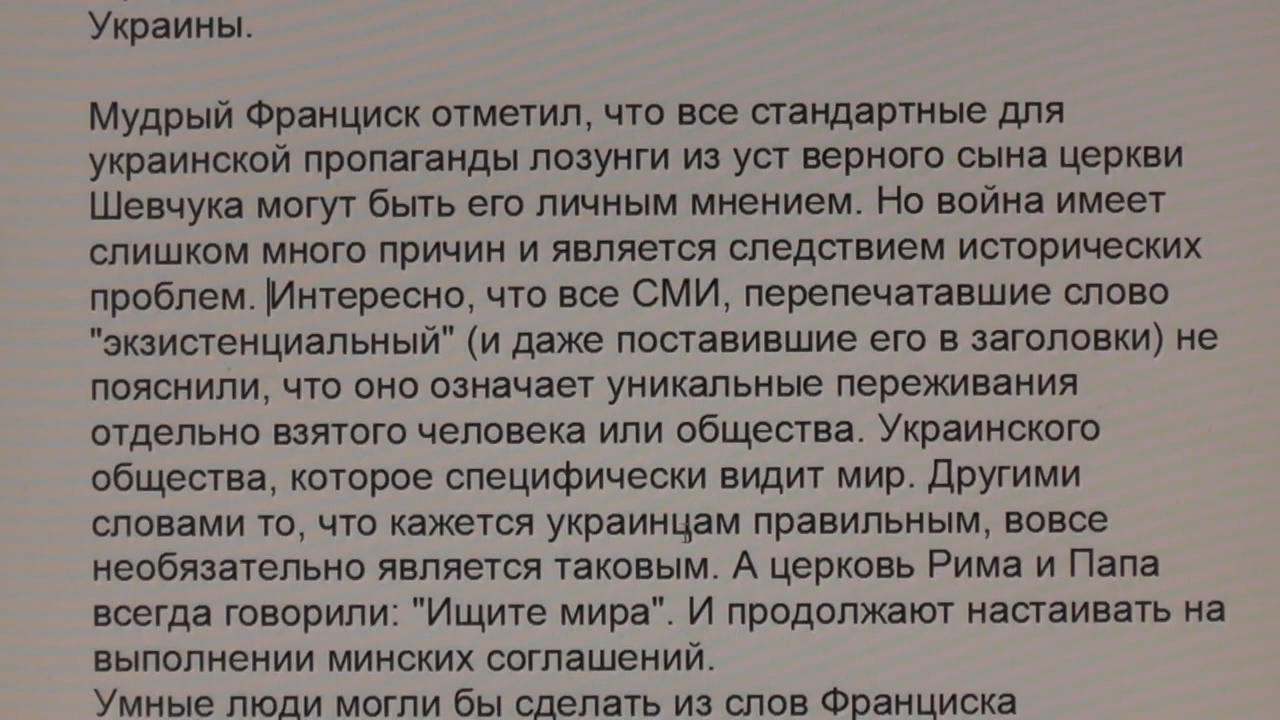 Украины.
Мудрый Франциск отметил, что все стандартные для
украинской пропаганды лозунги из уст верного сына церкви
Шевчука могут быть его личным мнением. Но война имеет
слишком много причин и является следствием исторических
проблем. Интересно, что все СМИ, перепечатавшие слово
"экзистенциальный" (и даже поставившие его в заголовки) не
пояснили, что оно означает уникальные переживания
отдельно взятого человека или общества. Украинского
общества, которое специфически видит мир. Другими
словами то, что кажется украинцам правильным, вовсе
необязательно является таковым. А церковь Рима и Папа
всегда говорили: "Ищите мира". И продолжают настаивать на
выполнении минских соглашений.
Умные люди могли бы сделать из слов Франциска